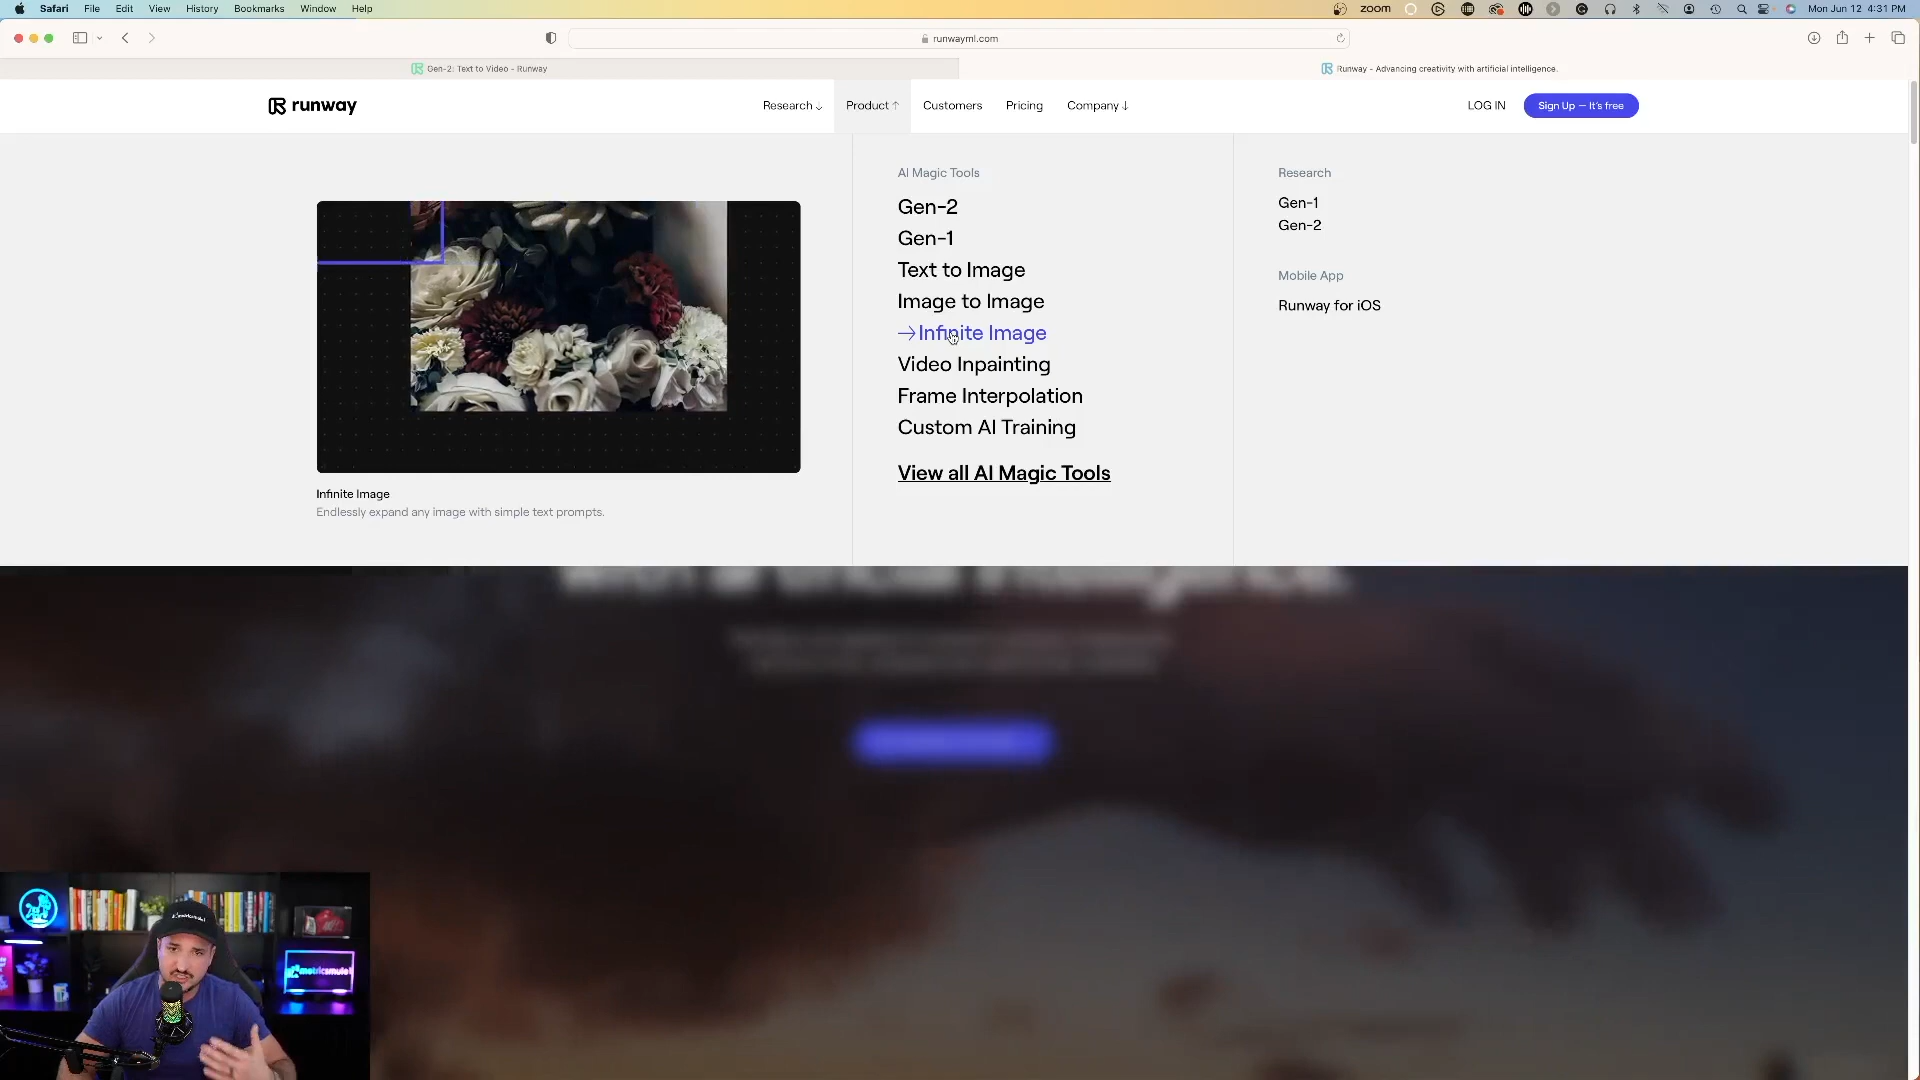 Safari File Edit View History Bookmarks Window Help
zoom
Mon Jun 12 4:31 PM
runwayml.com
Gen-2: Text to Video - Runway
Runway - Advancing creativity with artificial intelligence.
runway
Research ↓
Product ↑
Customers
Pricing
Company ↓
LOG IN
Sign Up — It's free
Infinite Image
Endlessly expand any image with simple text prompts.
AI Magic Tools
Gen-2
Gen-1
Text to Image
Image to Image
→Infinite Image
Video Inpainting
Frame Interpolation
Custom AI Training
View all AI Magic Tools
Research
Gen-1
Gen-2
Mobile App
Runway for iOS
with artificial intelligence.
metricsmule